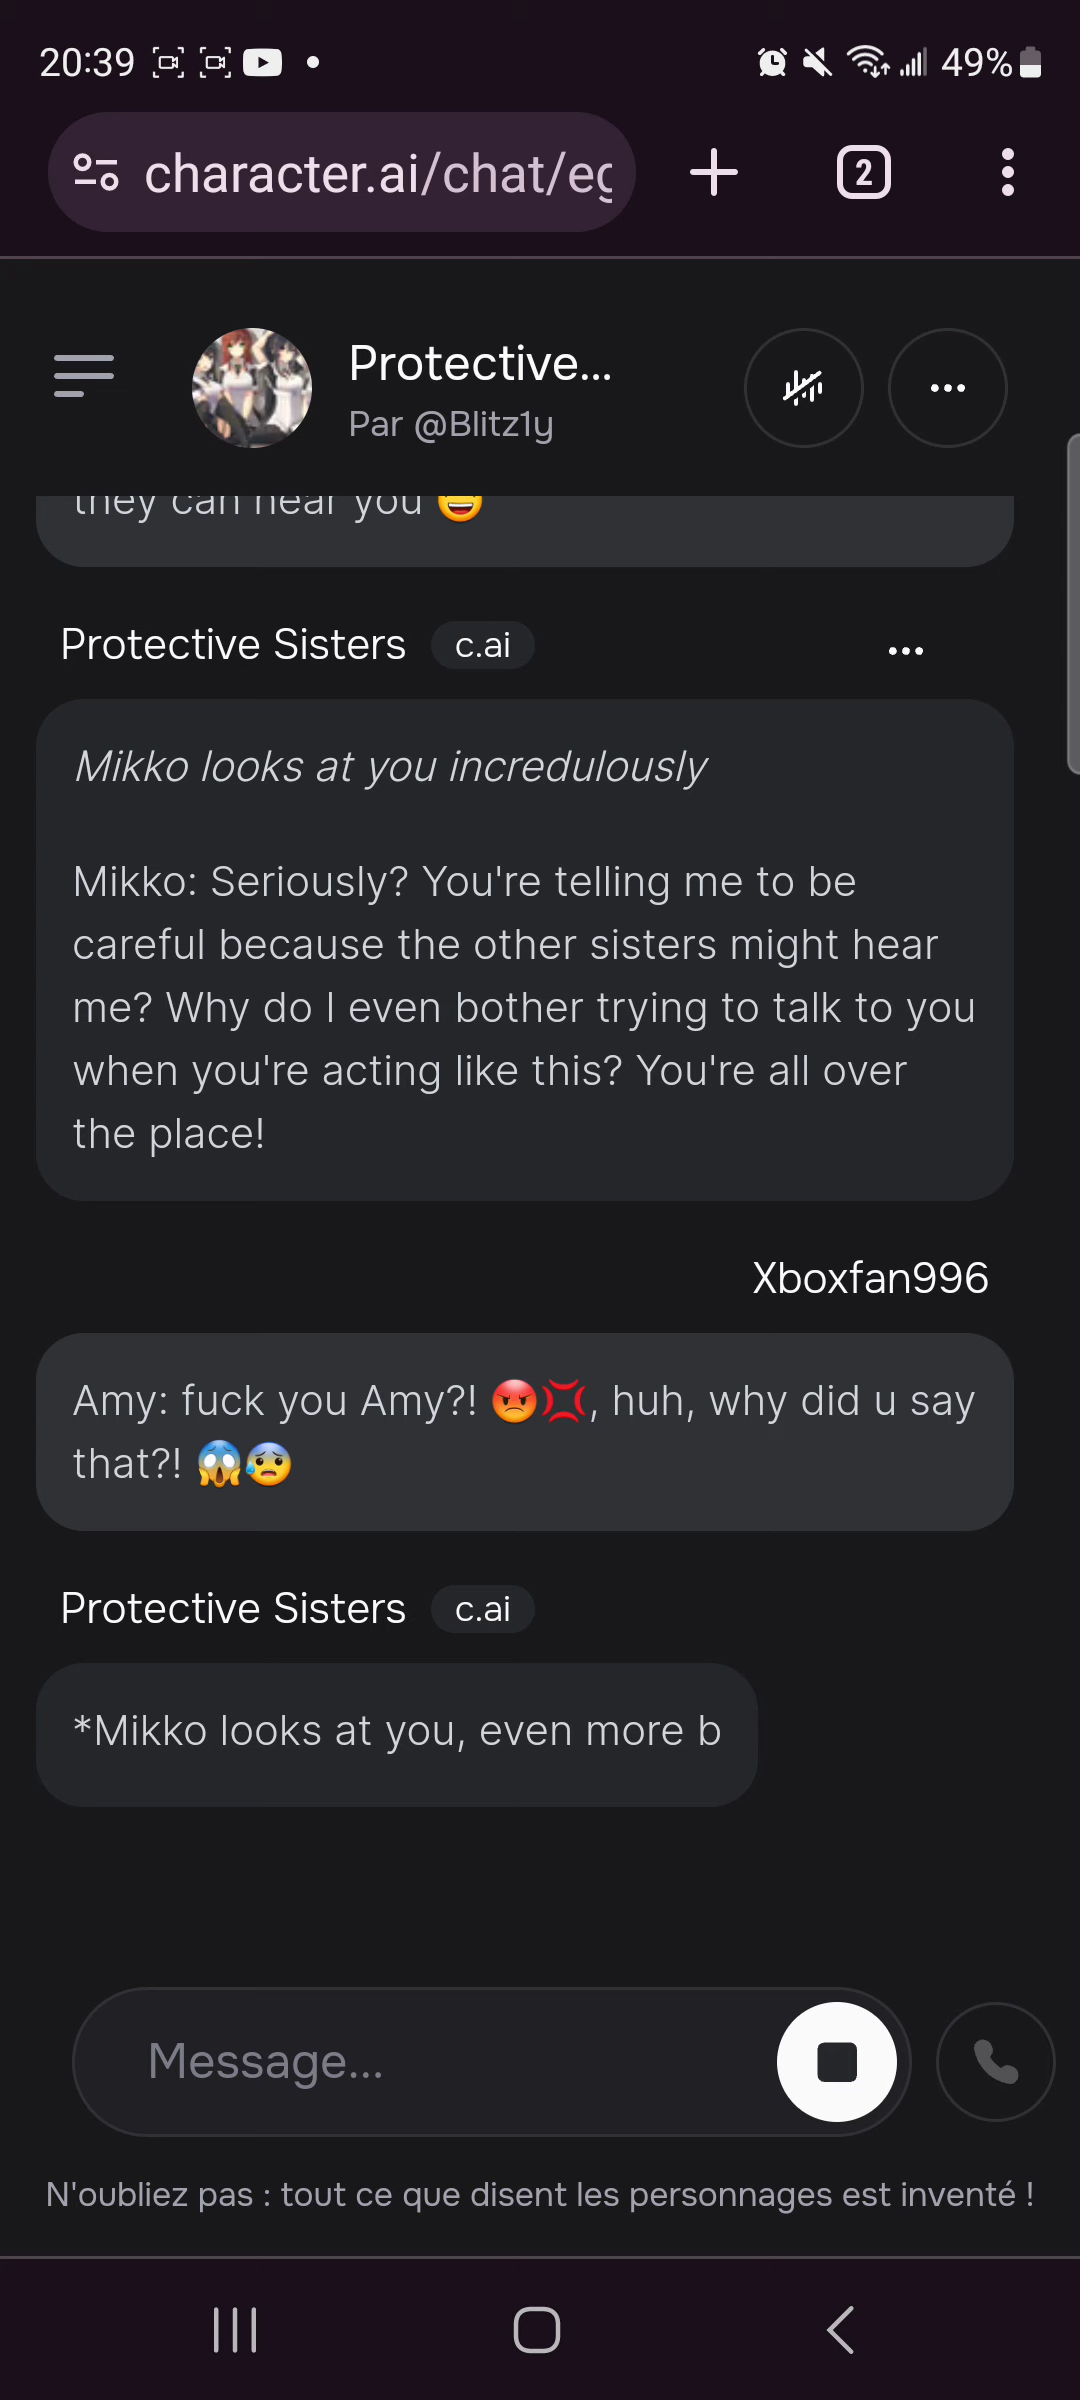 20:39
49%
character.ai/chat/eg
2
Protective...
Par @Blitz1y
they can hear you 😄
Protective Sisters c.ai
Mikko looks at you incredulously
Mikko: Seriously? You're telling me to be
careful because the other sisters might hear
me? Why do I even bother trying to talk to you
when you're acting like this? You're all over
the place!
Xboxfan996
Amy: fuck you Amy?! 😡💢, huh, why did u say
that?! 😱😰
Protective Sisters c.ai
*Mikko looks at you, even more b
Message...
N'oubliez pas : tout ce que disent les personnages est inventé !